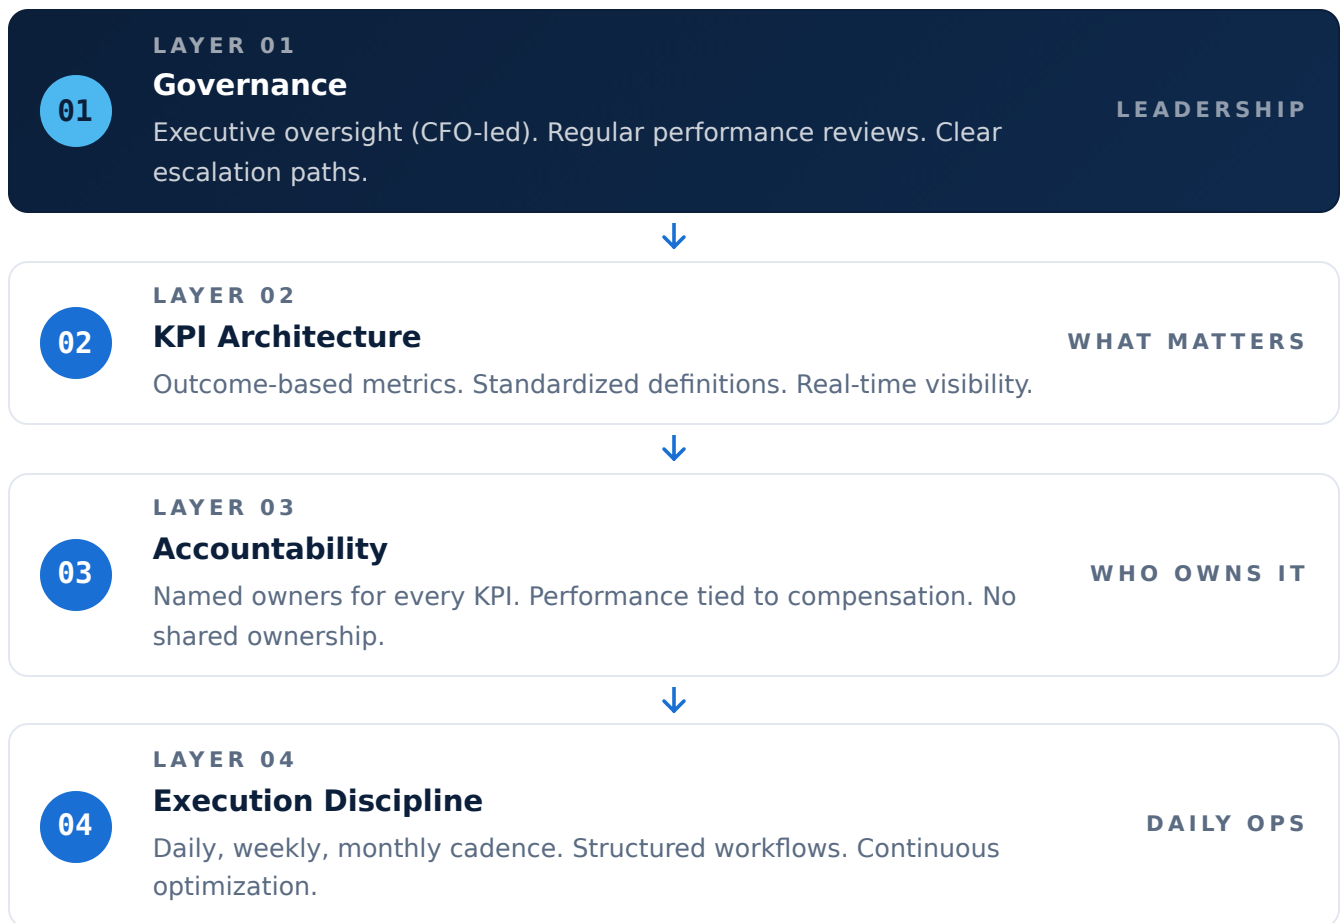 LAYER 01
01
Governance
Executive oversight (CFO-led). Regular performance reviews. Clear
escalation paths.
LEADERSHIP
LAYER 02
02
KPI Architecture
Outcome-based metrics. Standardized definitions. Real-time visibility.
WHAT MATTERS
LAYER 03
03
Accountability
Named owners for every KPI. Performance tied to compensation. No
shared ownership.
WHO OWNS IT
LAYER 04
04
Execution Discipline
Daily, weekly, monthly cadence. Structured workflows. Continuous
optimization.
DAILY OPS